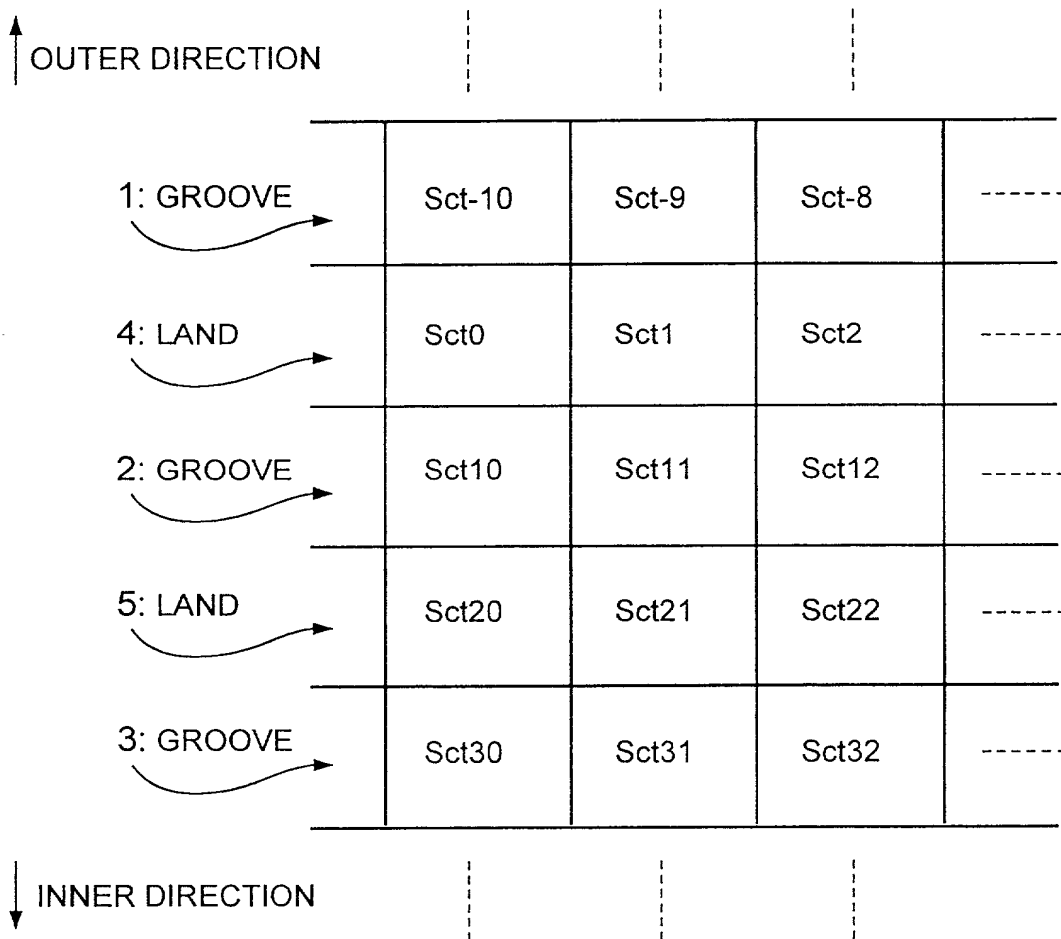 OUTER DIRECTION
1: GROOVE Sct-10 Sct-9 Sct-8
4: LAND Sct0 Sct1 Sct2
2: GROOVE Sct10 Sct11 Sct12
5: LAND Sct20 Sct21 Sct22
3: GROOVE Sct30 Sct31 Sct32
INNER DIRECTION